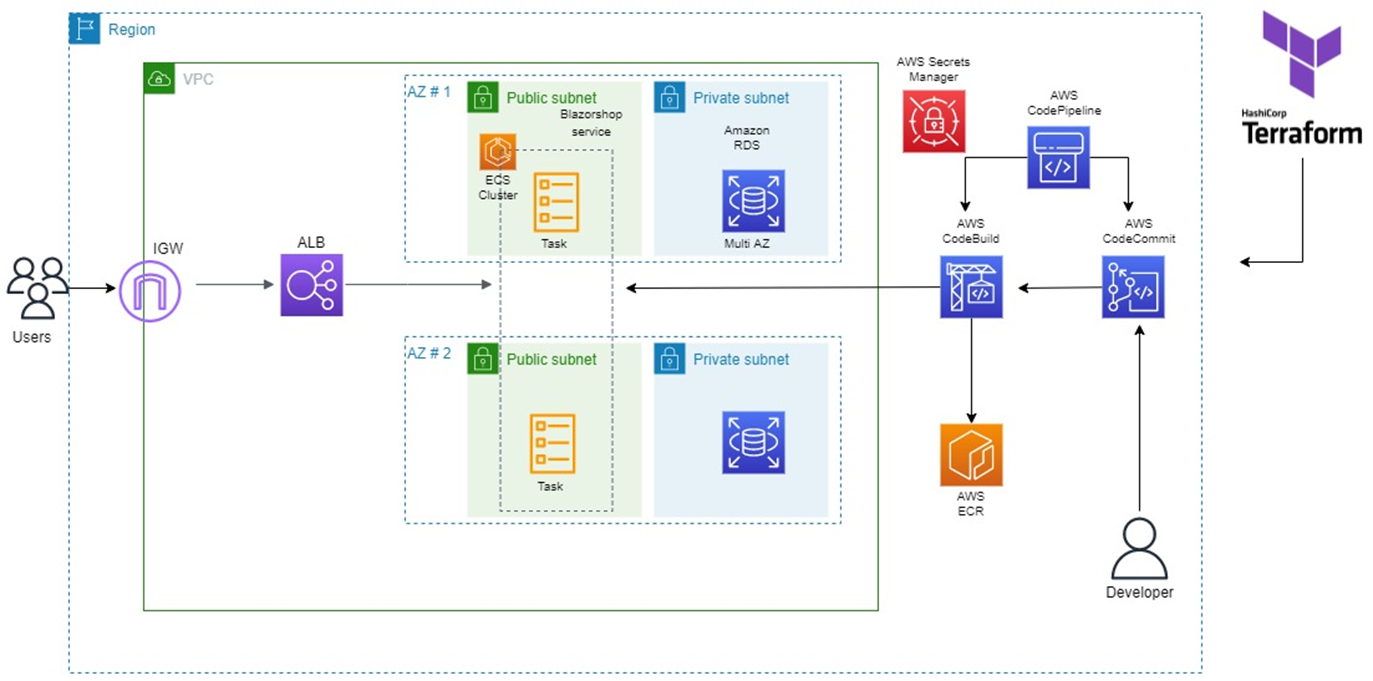 Region
VPC
AZ # 1
Public subnet
Blazorshop
service
ECS
Cluster
Task
Private subnet
Amazon
RDS
Multi AZ
AWS Secrets
Manager
AWS
CodePipeline
HashiCorp
Terraform
Users
IGW
ALB
AWS
CodeBuild
AWS
CodeCommit
AZ # 2
Public subnet
Task
Private subnet
AWS
ECR
Developer